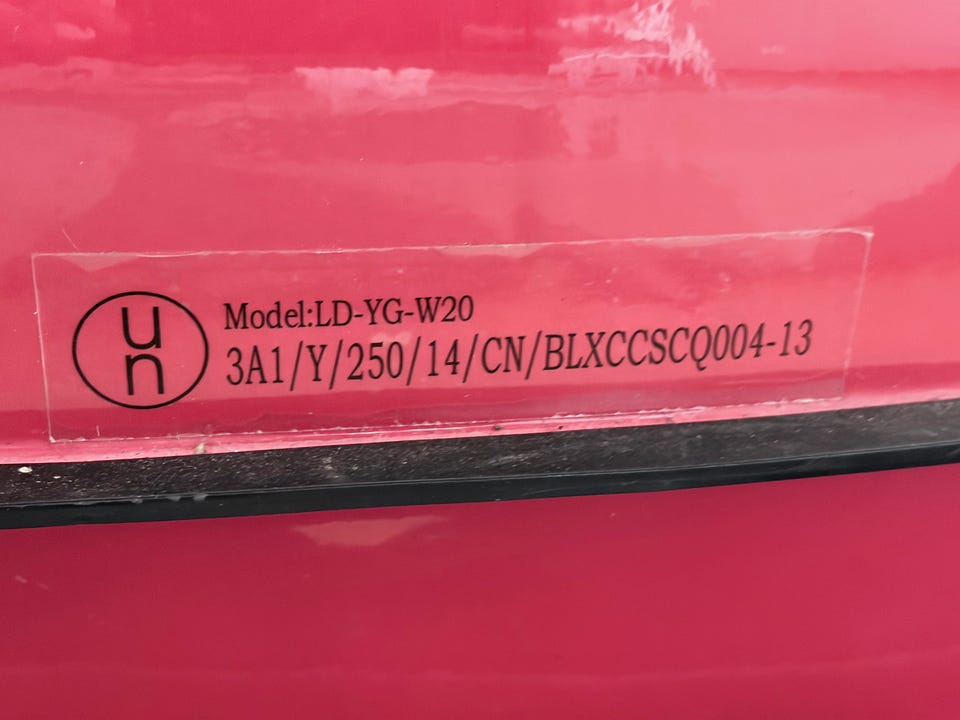 un
Model:LD-YG-W20
3A1/Y/250/14/CN/BLXCCSCQ004-13